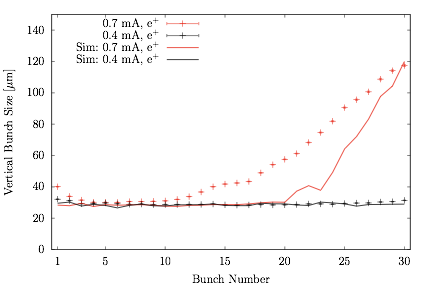 0.7 mA, e+
0.4 mA, e+
Sim: 0.7 mA, e+
Sim: 0.4 mA, e+
Vertical Bunch Size [μm]
140
120
100
80
60
40
20
0
1 5 10 15 20 25 30
Bunch Number